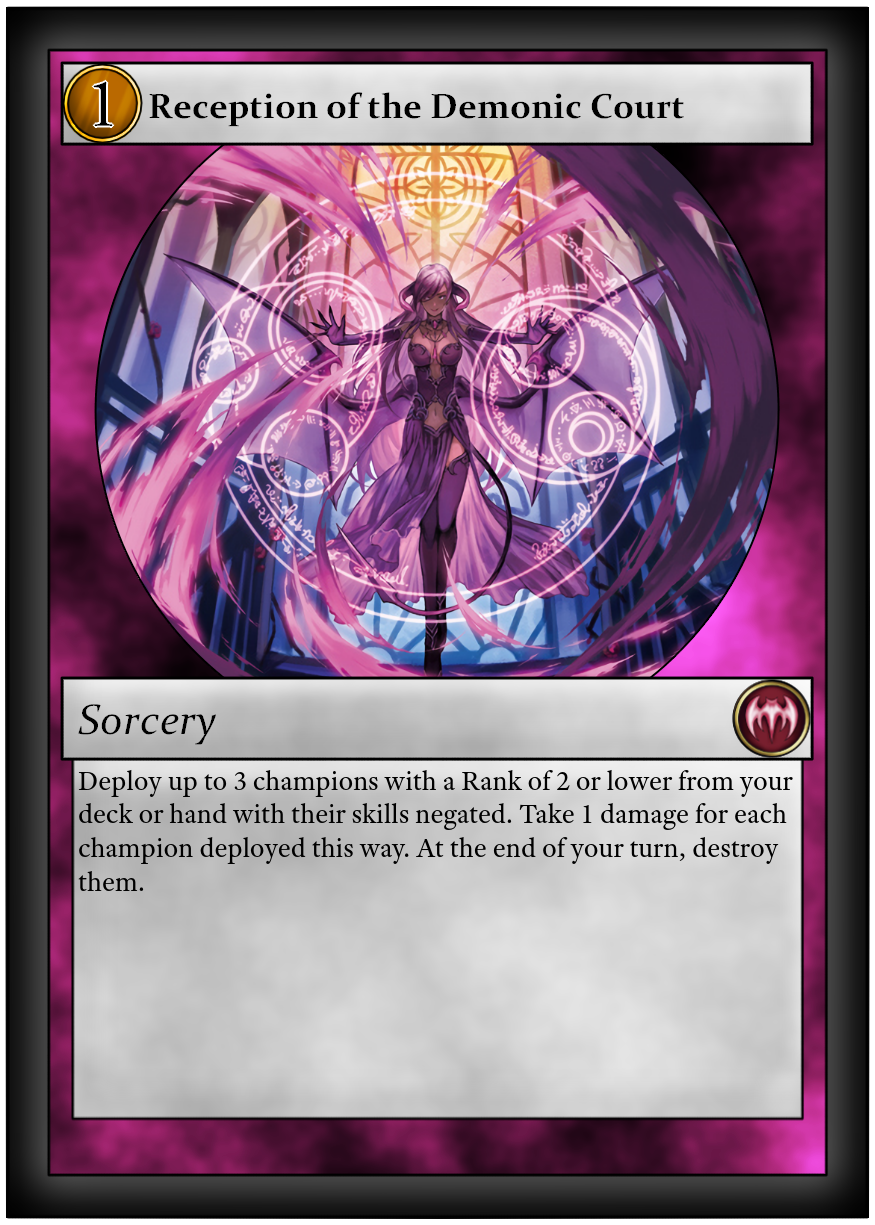 1 Reception of the Demonic Court
Sorcery
Deploy up to 3 champions with a Rank of 2 or lower from your
deck or hand with their skills negated. Take 1 damage for each
champion deployed this way. At the end of your turn, destroy
them.